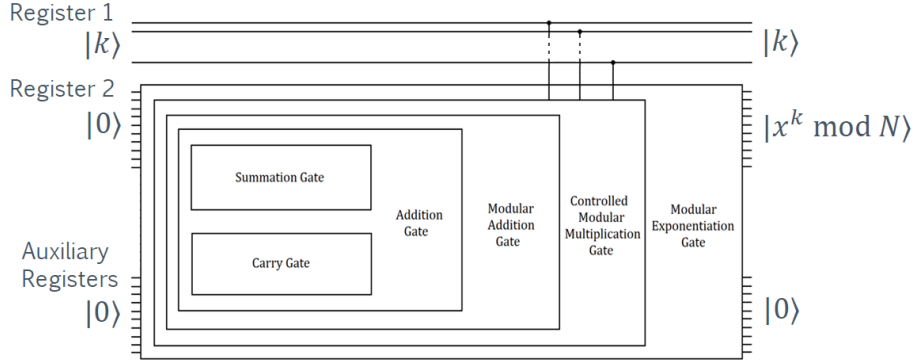 Register 1
|k⟩
|k⟩
Register 2
|0⟩
|x^k mod N⟩
Summation Gate
Carry Gate
Addition
Gate
Modular
Addition
Gate
Controlled
Modular
Multiplication
Gate
Modular
Exponentiation
Gate
Auxiliary
Registers
|0⟩
|0⟩